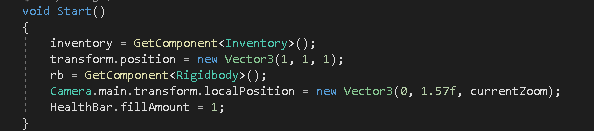 void Start()
{
inventory = GetComponent<Inventory>();
transform.position = new Vector3(1, 1, 1);
rb = GetComponent<Rigidbody>();
Camera.main.transform.localPosition = new Vector3(0, 1.57f, currentZoom);
HealthBar.fillAmount = 1;
}